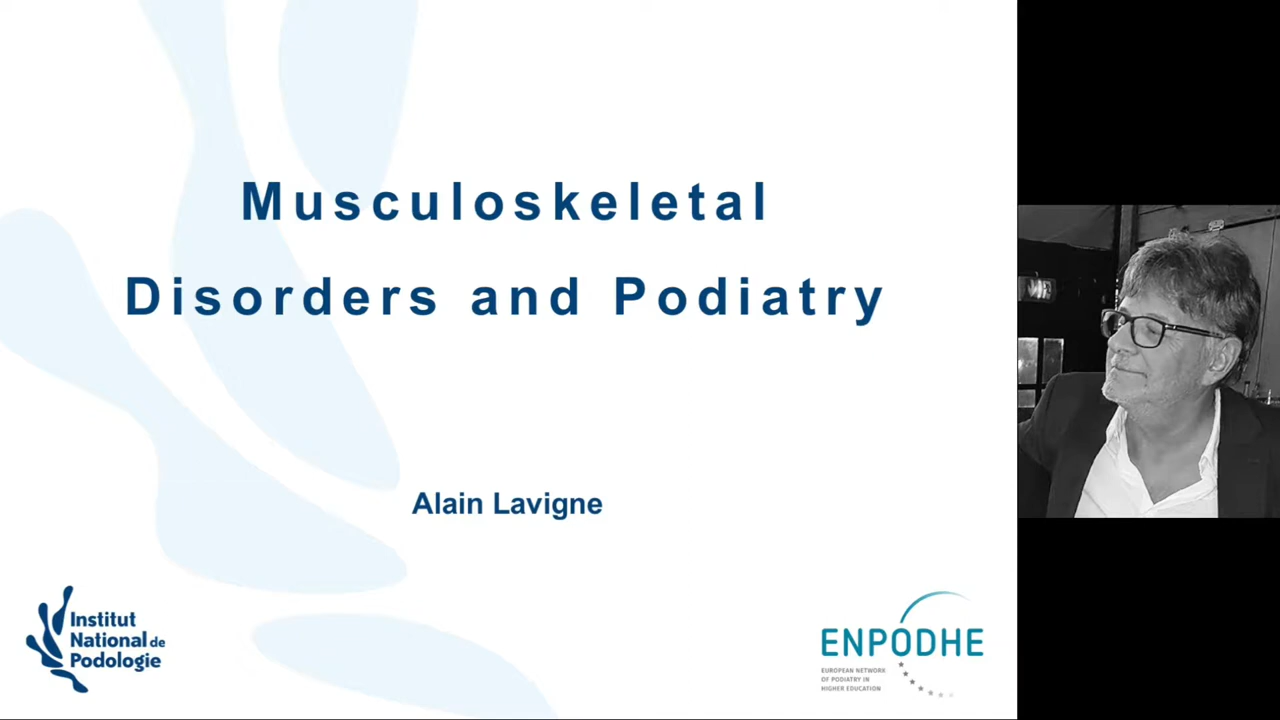 Musculoskeletal
Disorders and Podiatry
Alain Lavigne
Institut
National de
Podologie
ENPODHE
EUROPEAN NETWORK
OF PODIATRY IN
HIGHER EDUCATION